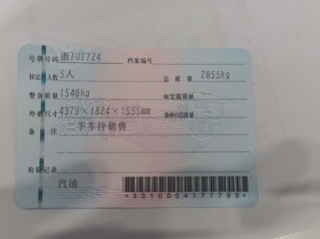 号牌号码 浙FUE724 档案编号
核定载人数 5人 总质量 2055kg
整备质量 1540kg 核定载质量
外廓尺寸 4379×1824×1555mm 准牵引总质量
备注 二手车待销售
检验记录
汽油
*3310054177799*